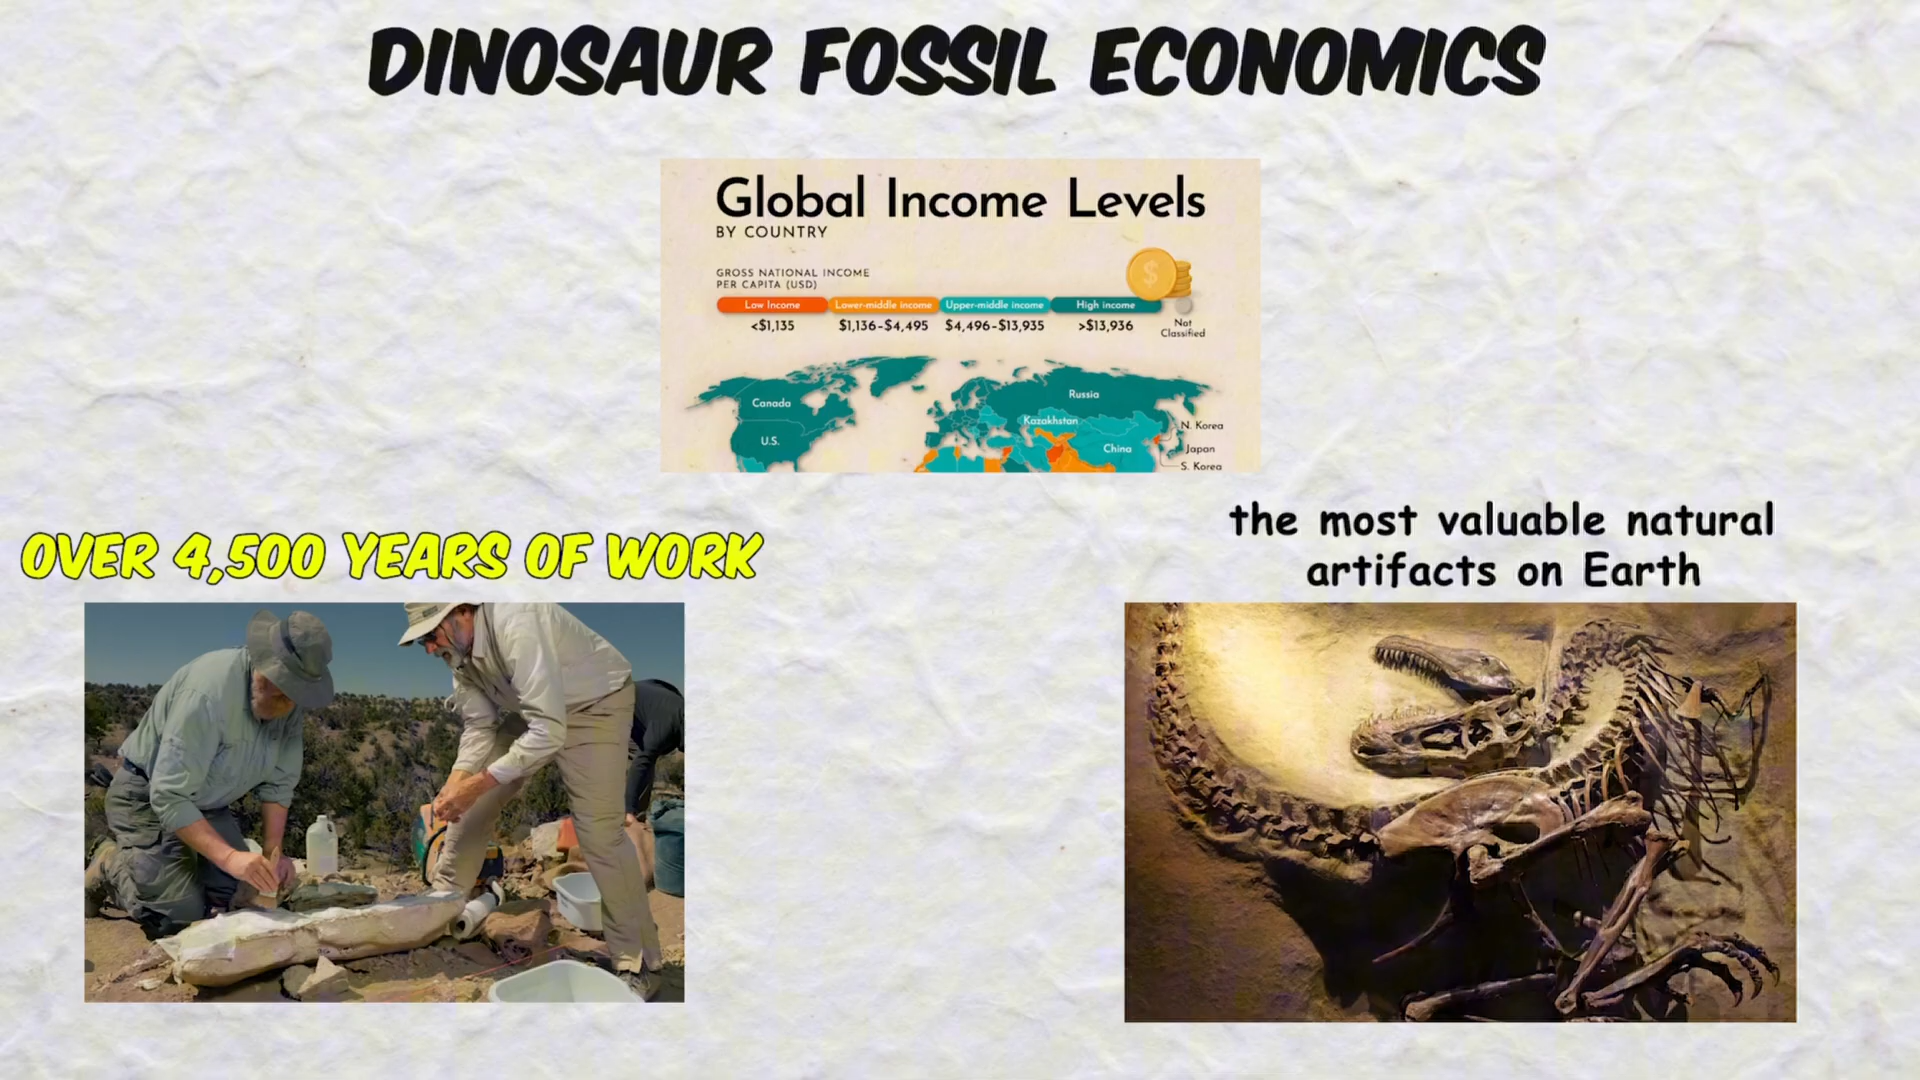 DINOSAUR FOSSIL ECONOMICS
Global Income Levels
BY COUNTRY
GROSS NATIONAL INCOME
PER CAPITA (USD)
$
Low Income Lower-middle income Upper-middle income High income
<$1,135 $1,136-$4,495 $4,496-$13,935 >$13,936 Not
Classified
Canada
Russia
Kazakhstan
N. Korea
U.S.
China
Japan
S. Korea
the most valuable natural
artifacts on Earth
OVER 4,500 YEARS OF WORK